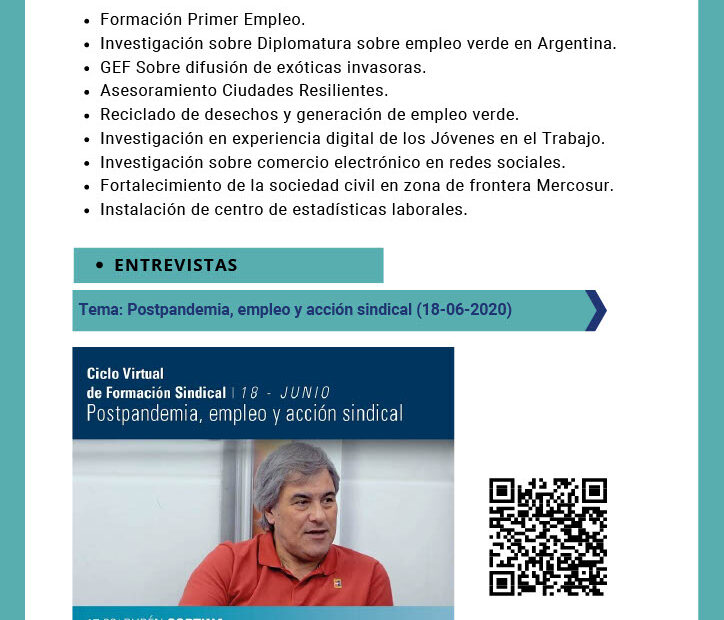 Formación Primer Empleo.
Investigación sobre Diplomatura sobre empleo verde en Argentina.
GEF Sobre difusión de exóticas invasoras.
Asesoramiento Ciudades Resilientes.
Reciclado de desechos y generación de empleo verde.
Investigación en experiencia digital de los Jóvenes en el Trabajo.
Investigación sobre comercio electrónico en redes sociales.
Fortalecimiento de la sociedad civil en zona de frontera Mercosur.
Instalación de centro de estadísticas laborales.
ENTREVISTAS
Tema: Postpandemia, empleo y acción sindical (18-06-2020)
Ciclo Virtual
de Formación Sindical | 18 - JUNIO
Postpandemia, empleo y acción sindical